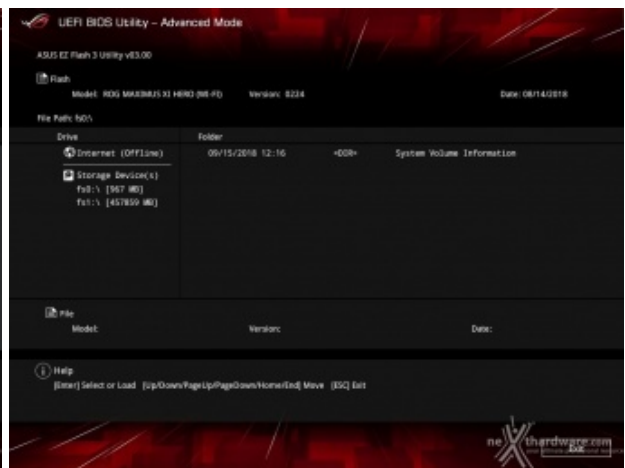 UEFI BIOS Utility – Advanced Mode
ASUS EZ Flash 3 Utility v03.00
Flash
Model: ROG MAXIMUS XI HERO (WI-FI) Version: 0224 Date: 08/14/2018
File Path: fs0:\
Drive Folder
Internet (Offline) 09/15/2018 12:16 <DIR> System Volume Information
Storage Device(s)
fs0:\ [967 MB]
fs1:\ [457859 MB]
File
Model: Version: Date:
Help
[Enter] Select or Load [Up/Down/PageUp/PageDown/Home/End] Move [ESC] Exit
nexthardware.com
Exit